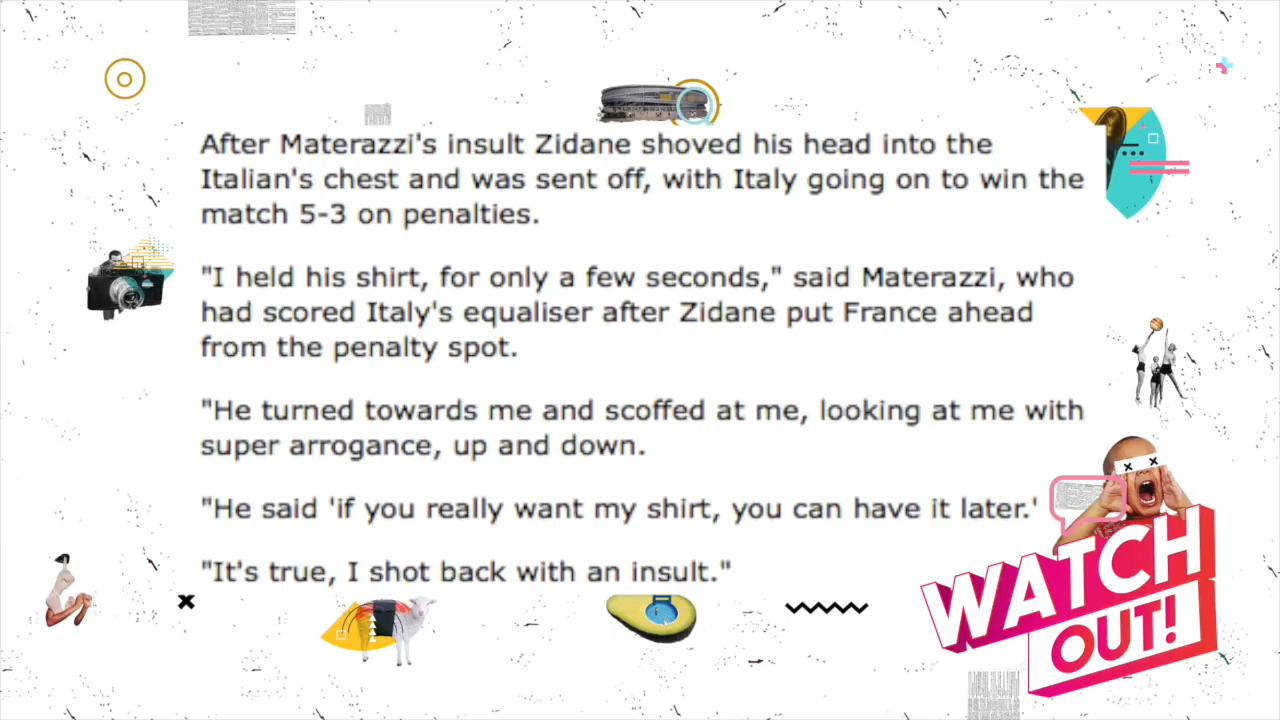 After Materazzi's insult Zidane shoved his head into the
Italian's chest and was sent off, with Italy going on to win the
match 5-3 on penalties.
"I held his shirt, for only a few seconds," said Materazzi, who
had scored Italy's equaliser after Zidane put France ahead
from the penalty spot.
"He turned towards me and scoffed at me, looking at me with
super arrogance, up and down.
"He said 'if you really want my shirt, you can have it later.'
"It's true, I shot back with an insult."
WATCH
OUT!